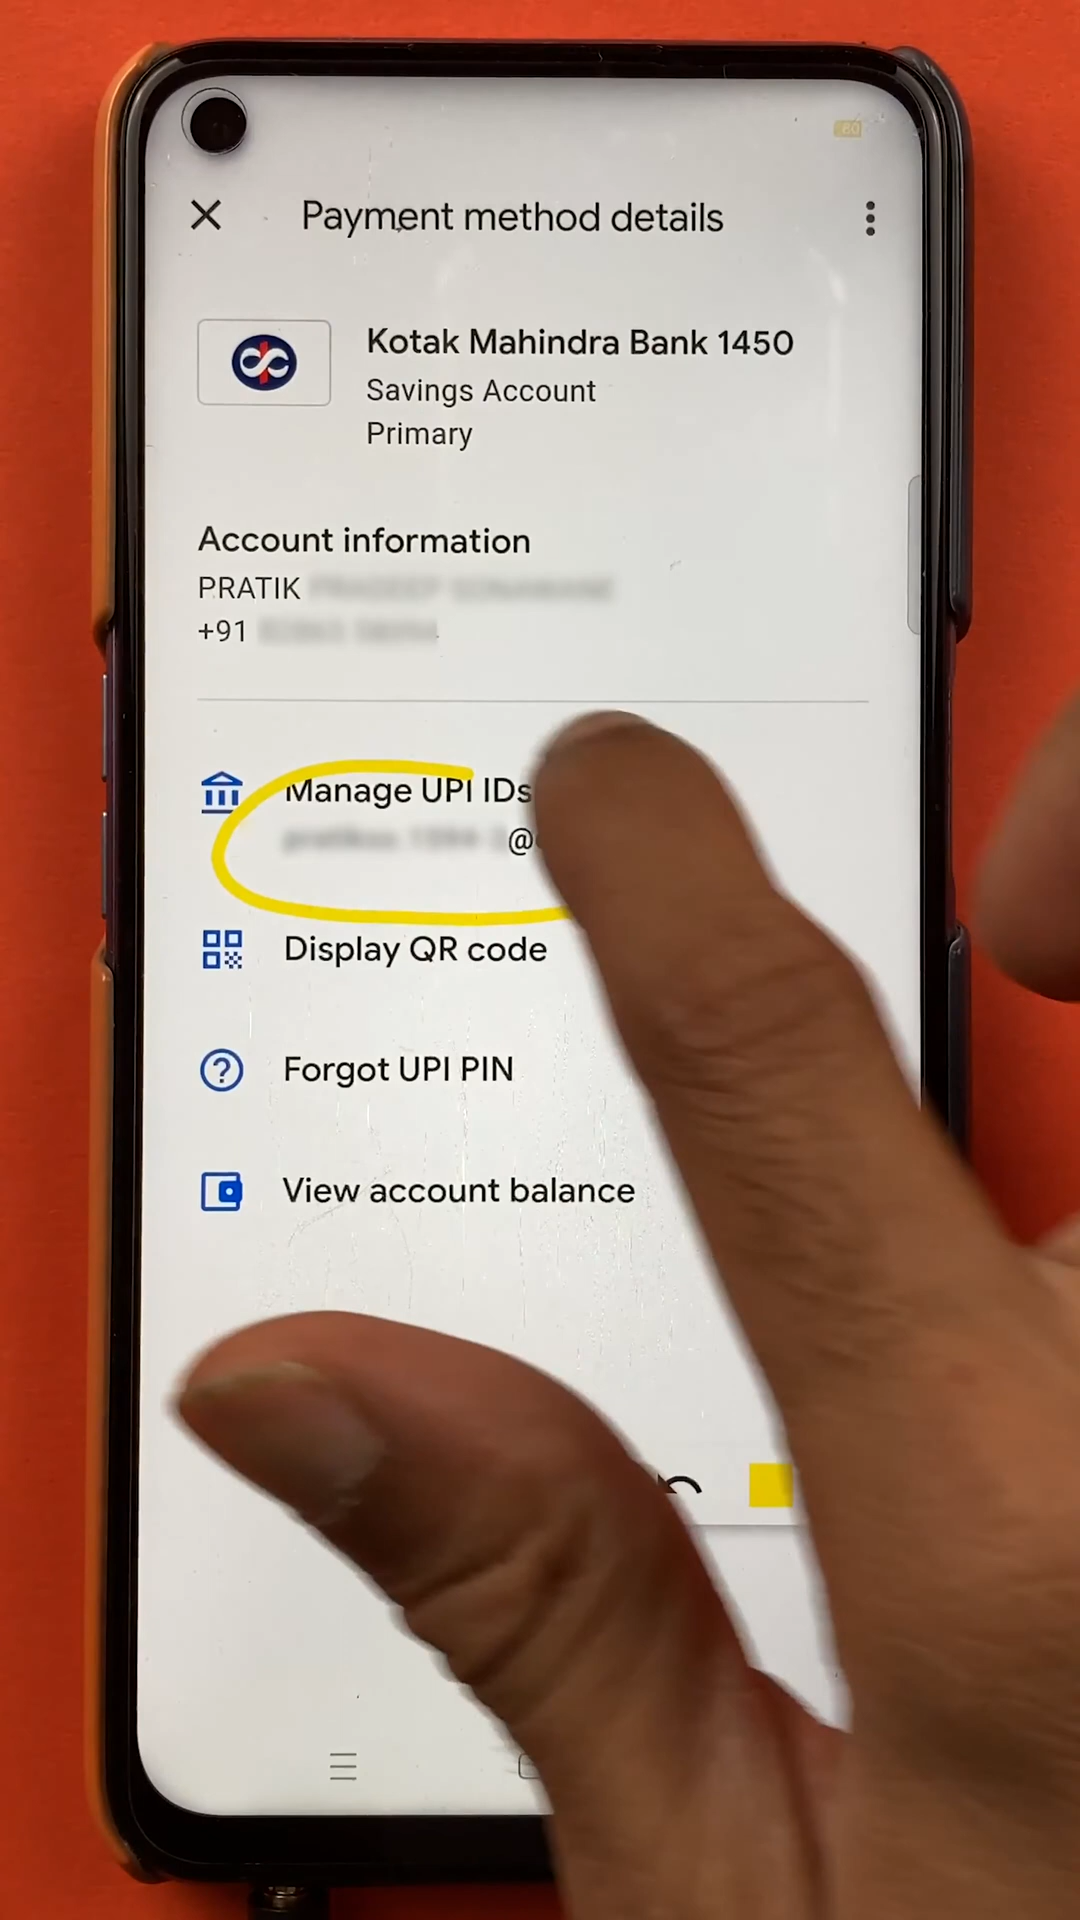 80
Payment method details
Kotak Mahindra Bank 1450
Savings Account
Primary
Account information
PRATIK
+91
Manage UPI IDs
@
Display QR code
Forgot UPI PIN
View account balance